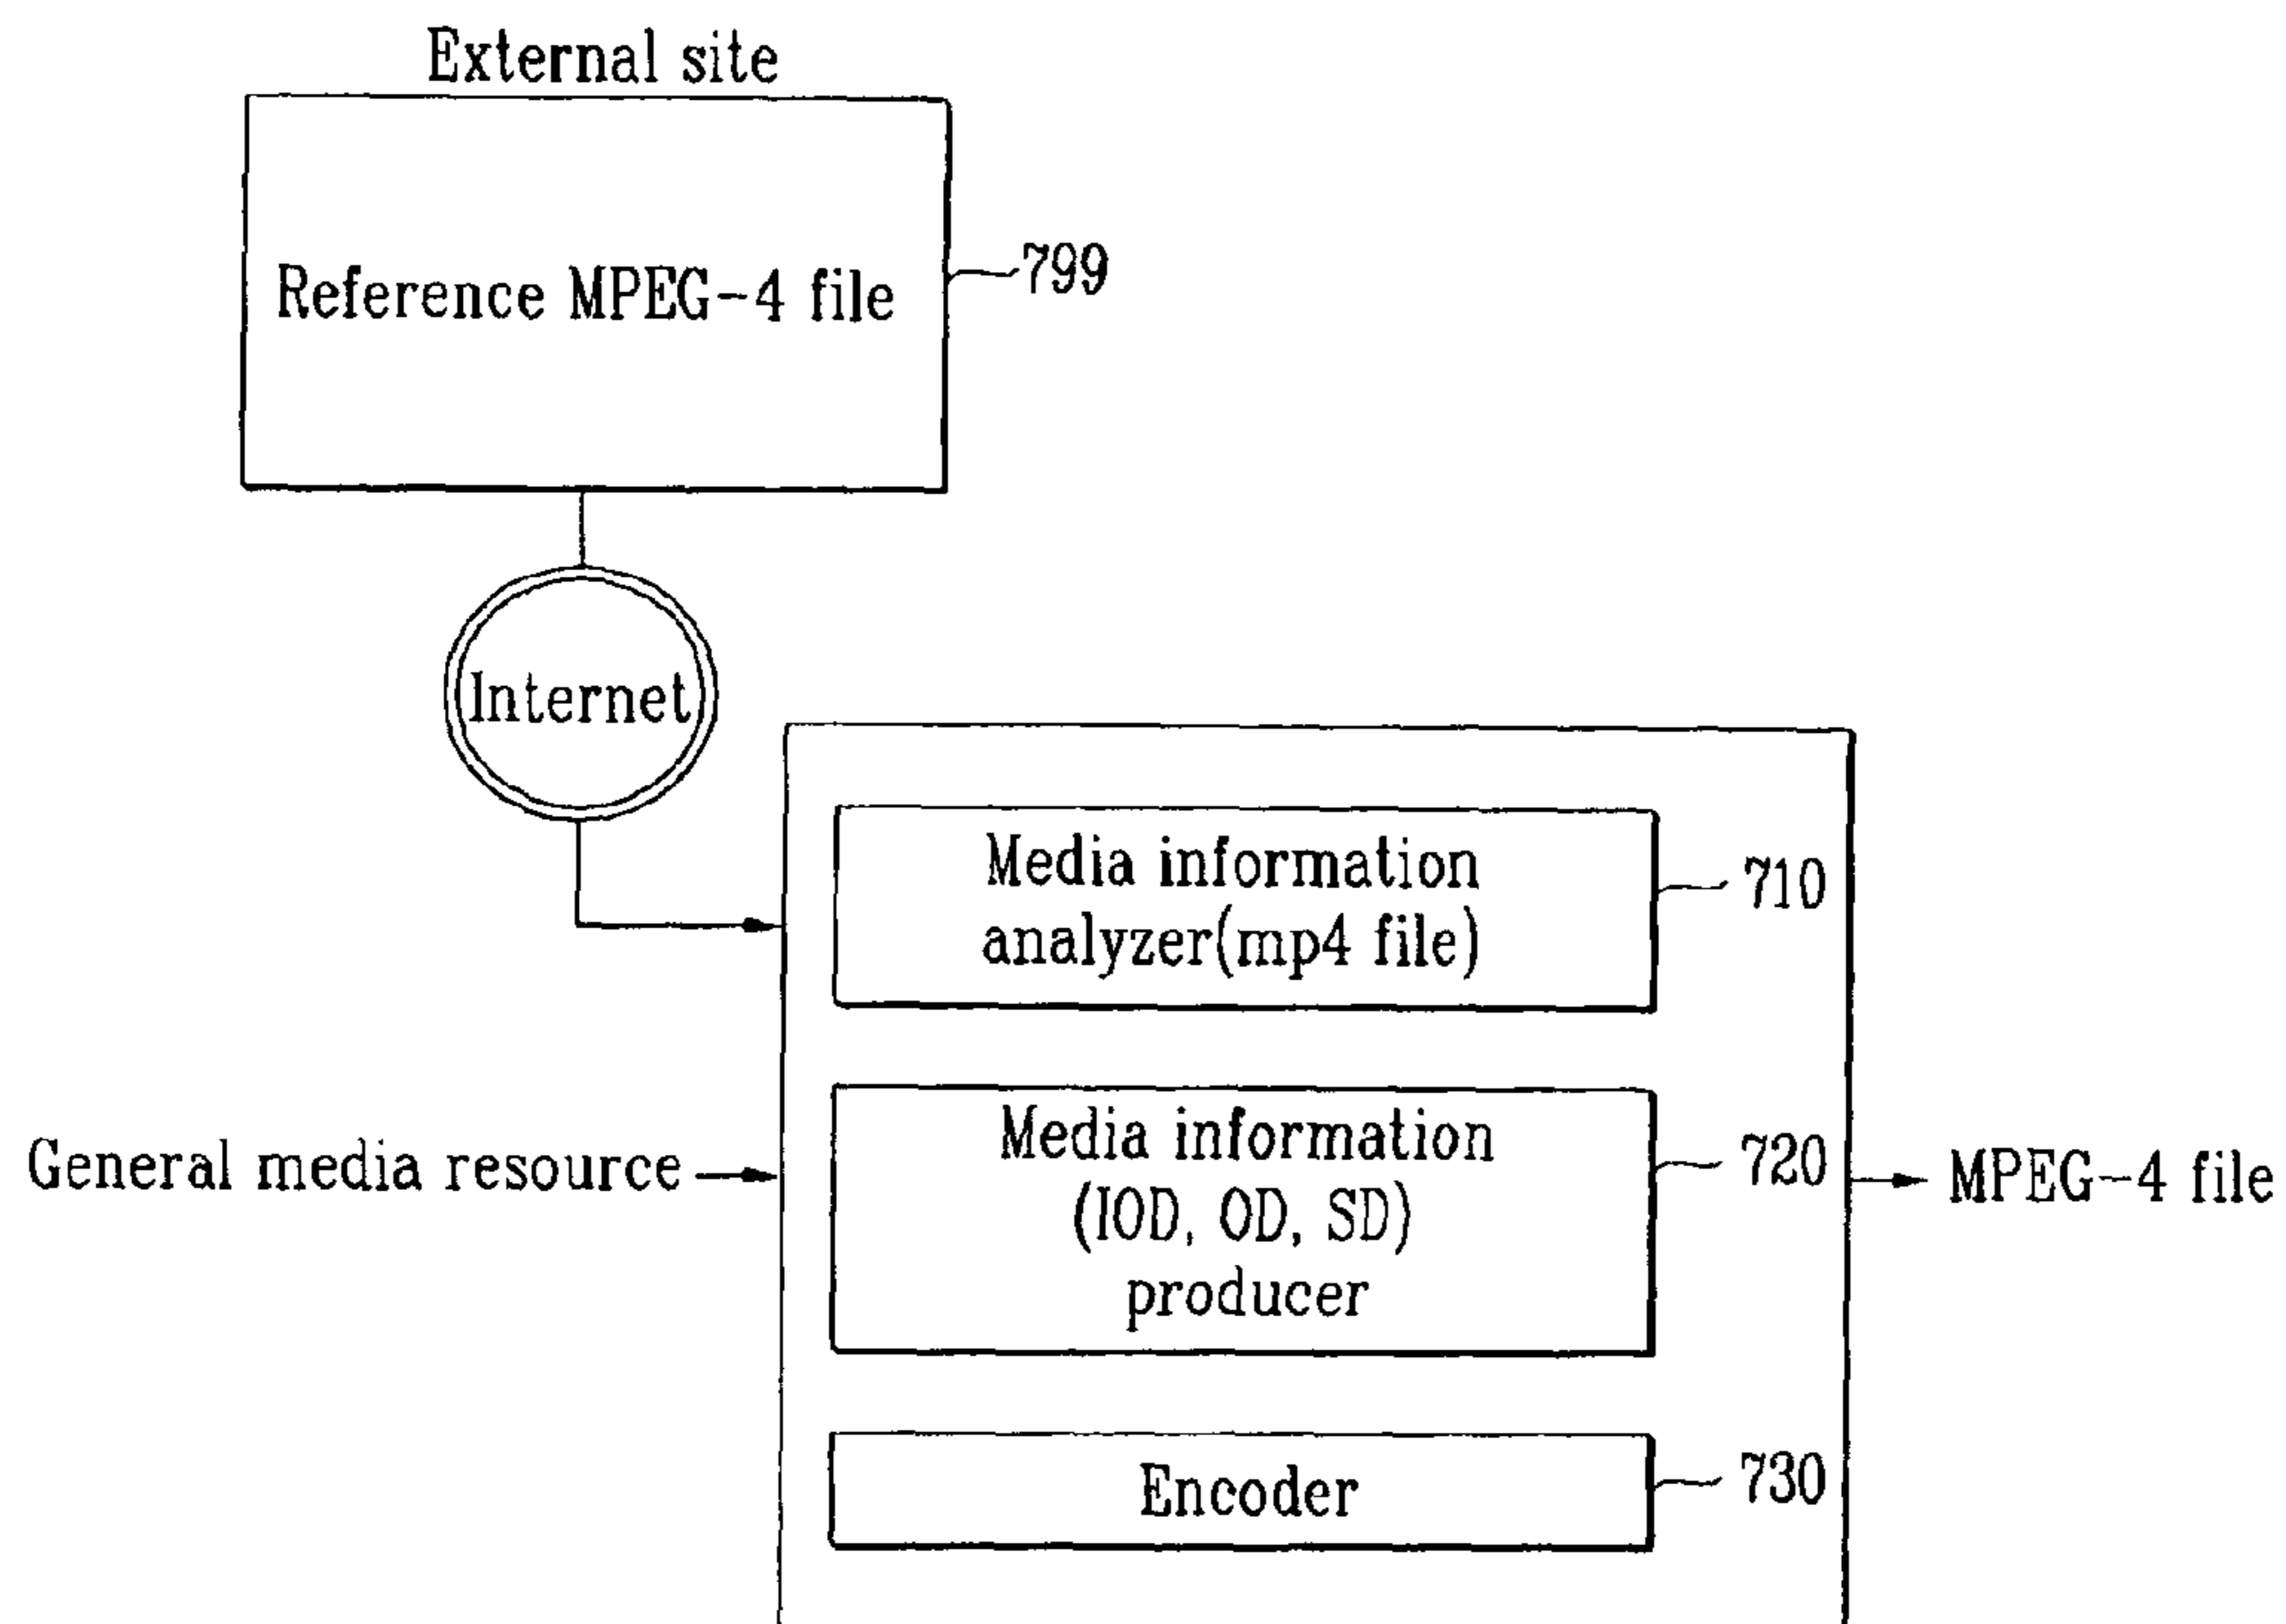 External site
Reference MPEG-4 file
799
Internet
Media information
analyzer(mp4 file)
710
General media resource
Media information
(IOD, OD, SD)
producer
720
MPEG-4 file
Encoder
730